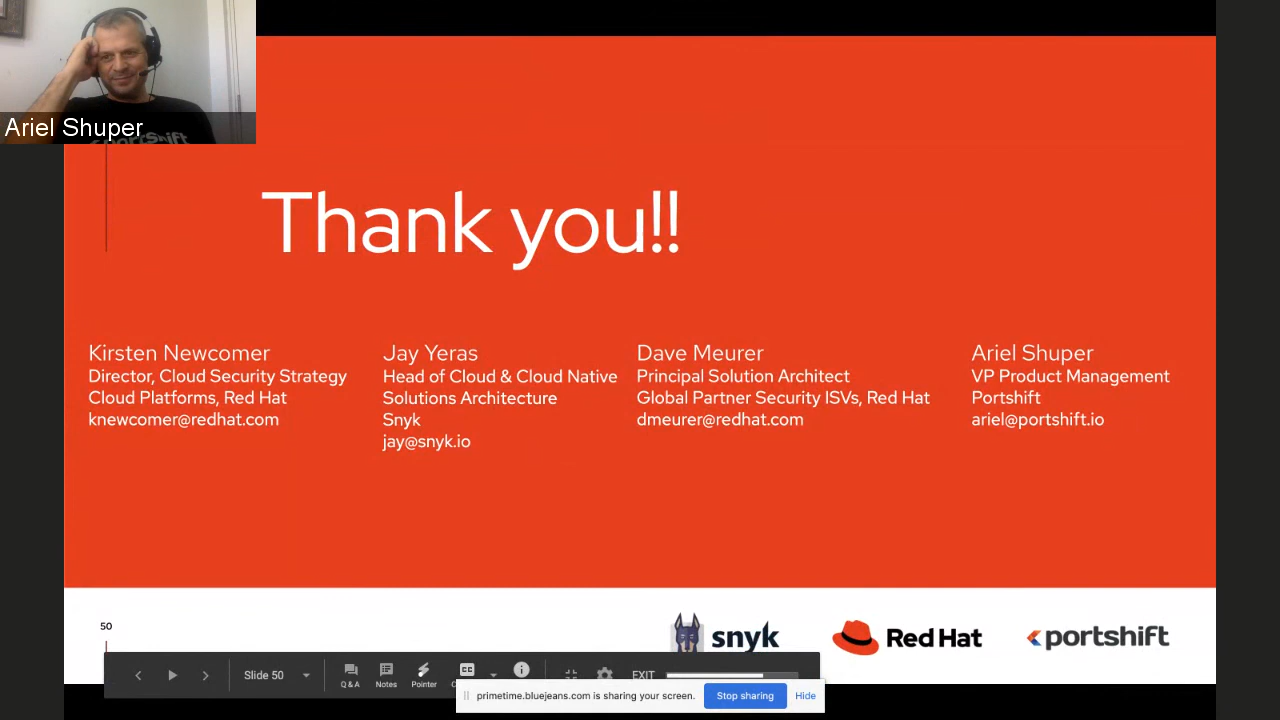 Ariel Shuper
Thank you!!
Kirsten Newcomer
Director, Cloud Security Strategy
Cloud Platforms, Red Hat
knewcomer@redhat.com
Jay Yeras
Head of Cloud & Cloud Native
Solutions Architecture
Snyk
jay@snyk.io
Dave Meurer
Principal Solution Architect
Global Partner Security ISVs, Red Hat
dmeurer@redhat.com
Ariel Shuper
VP Product Management
Portshift
ariel@portshift.io
50
snyk
Red Hat
portshift
Slide 50
Q & A
Notes
Pointer
CC
EXIT
primetime.bluejeans.com is sharing your screen.
Stop sharing
Hide